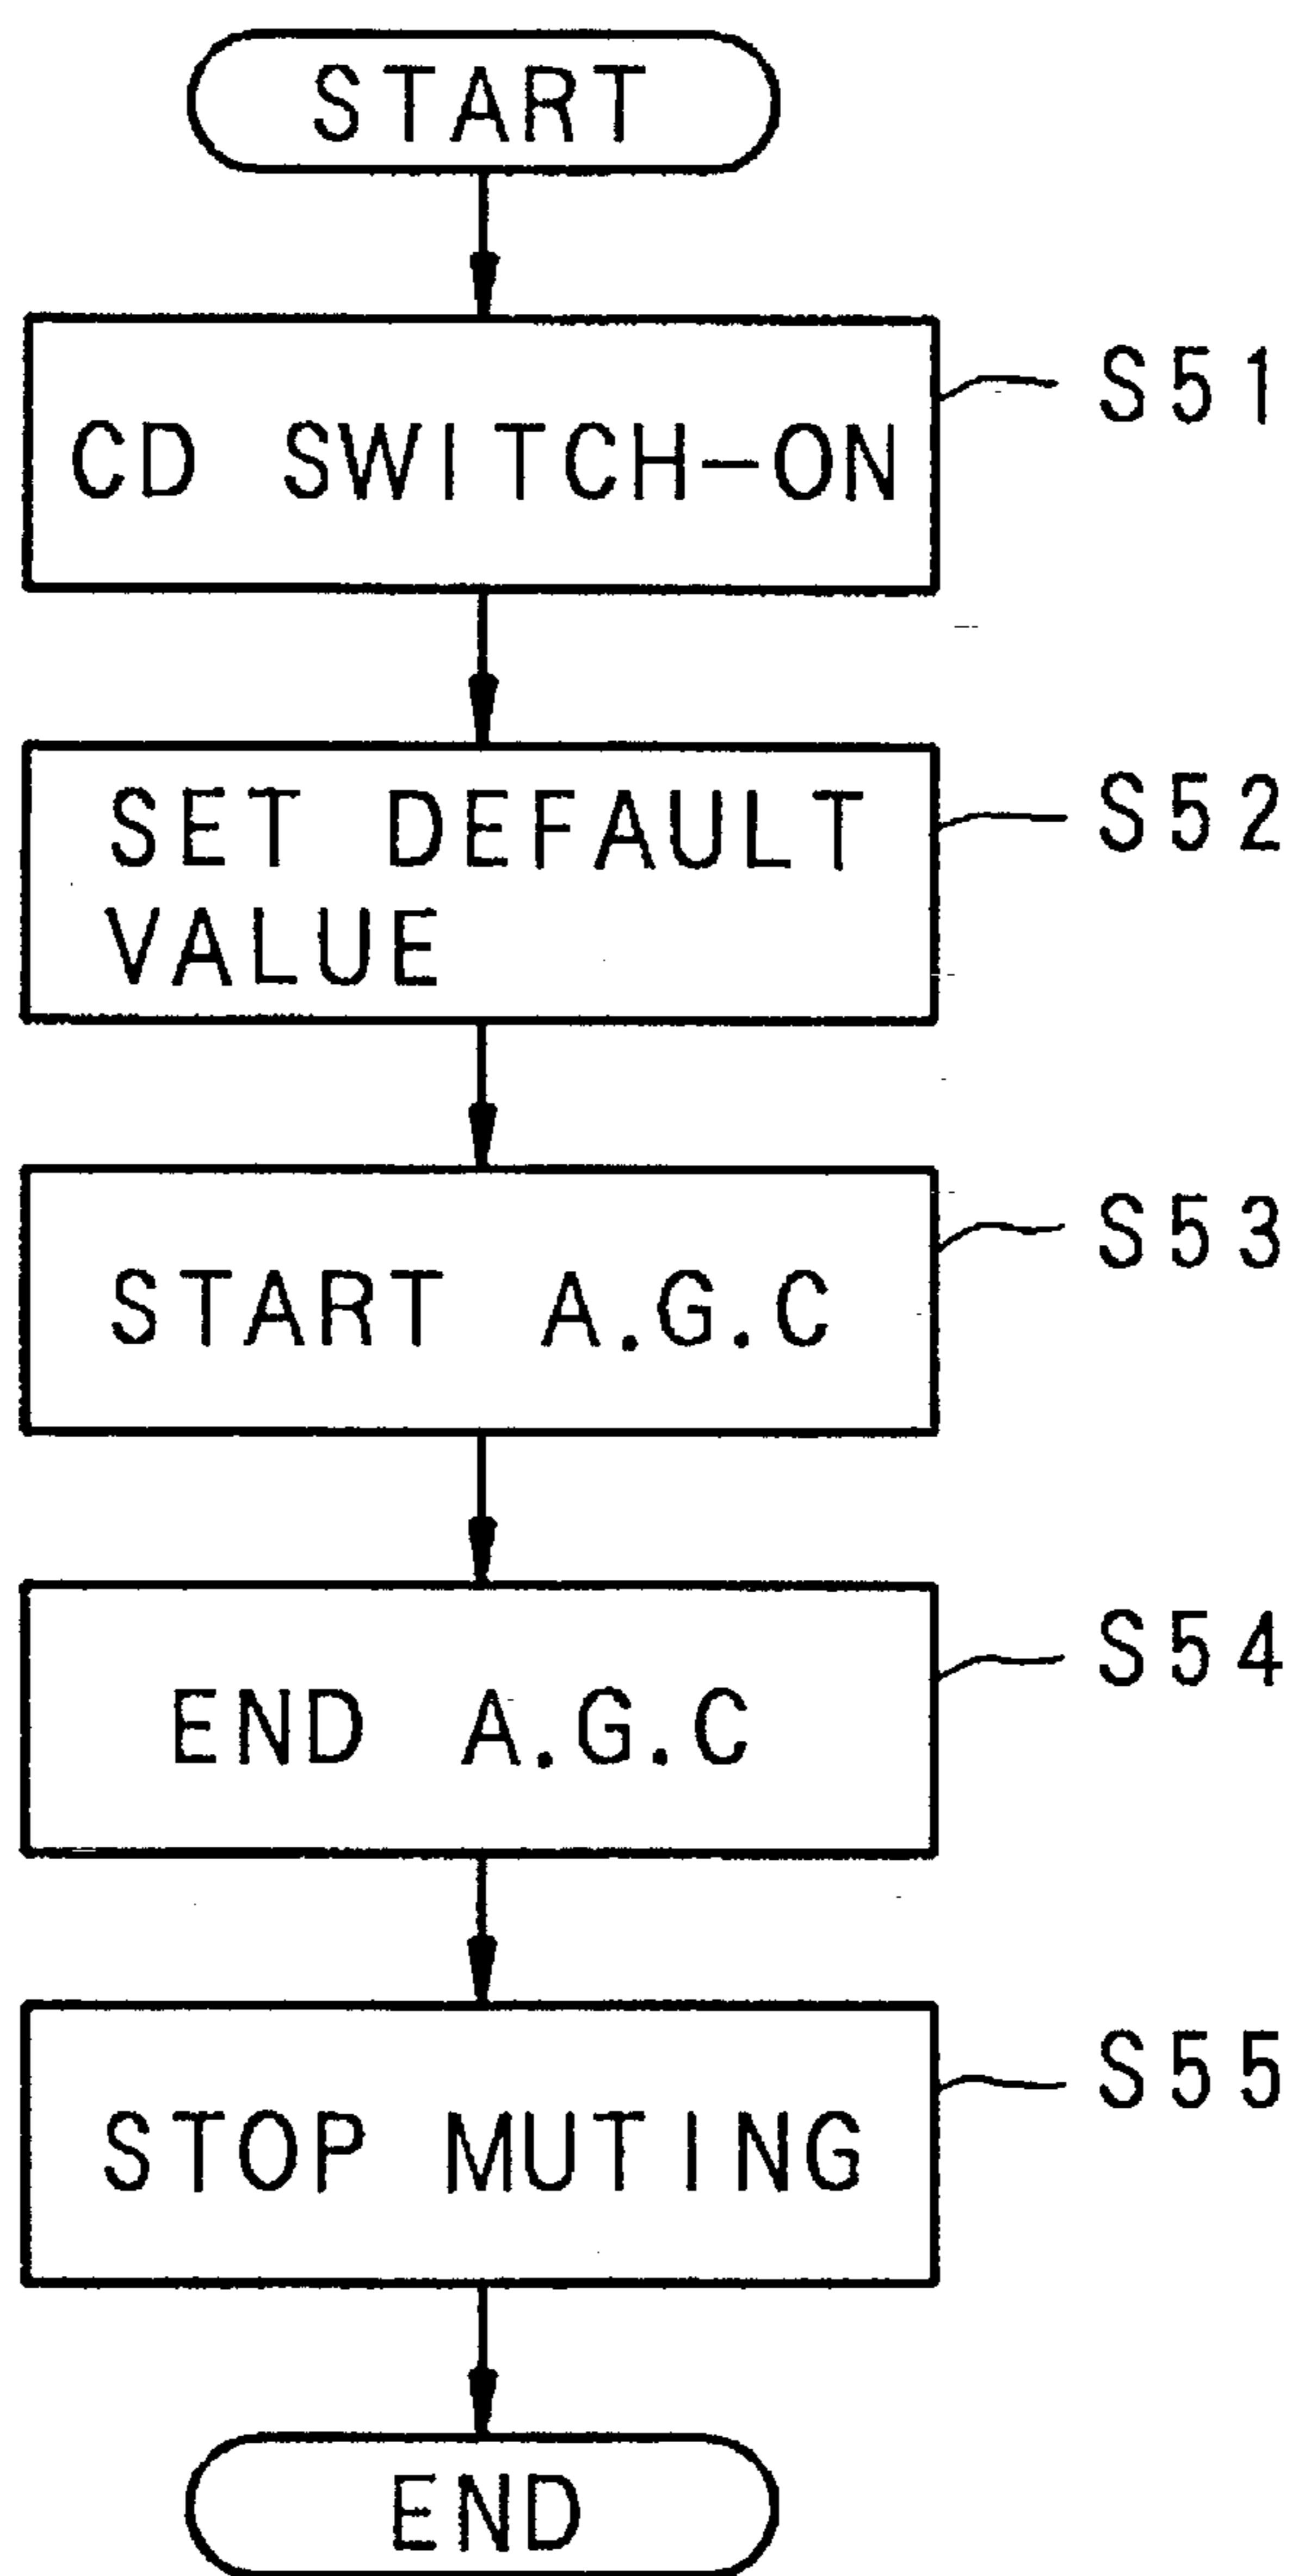 START
S51
CD SWITCH-ON
S52
SET DEFAULT
VALUE
S53
START A.G.C
S54
END A.G.C
S55
STOP MUTING
END